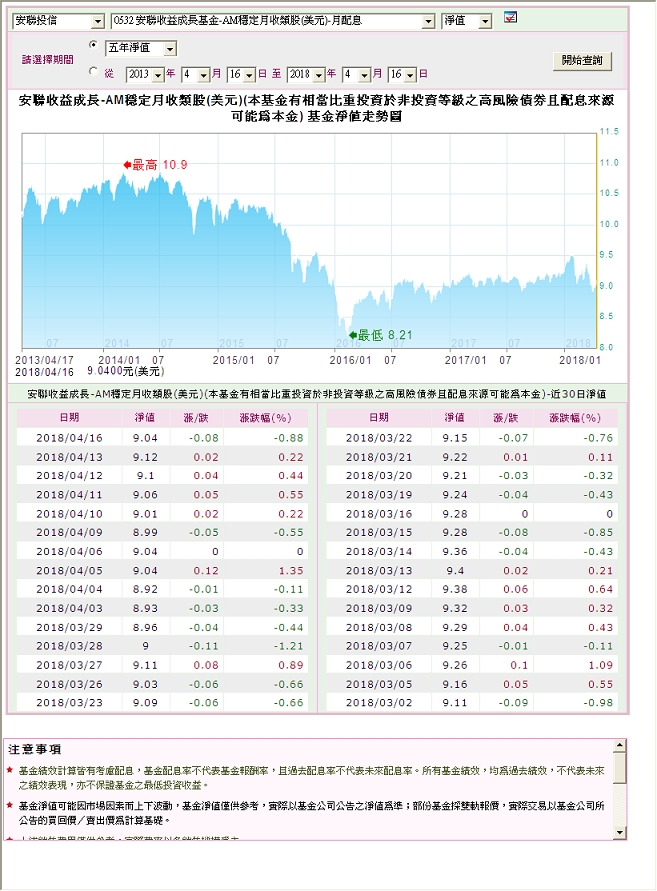 安聯投信 0532 安聯收益成長基金-AM穩定月收類股(美元)-月配息 淨值
請選擇期間
五年淨值
從 2013 年 4 月 16 日 至 2018 年 4 月 16 日
開始查詢
安聯收益成長-AM穩定月收類股(美元)(本基金有相當比重投資於非投資等級之高風險債券且配息來源
可能為本金) 基金淨值走勢圖
11.5
11.0
10.5
10.0
9.5
9.0
8.5
8.0
最高 10.9
最低 8.21
07 2014 07 2015 07 2016 07 2017 07 2018
2013/04/17 2014/01 07 2015/01 07 2016/01 07 2017/01 07 2018/01
2018/04/16 9.0400元(美元)
安聯收益成長-AM穩定月收類股(美元)(本基金有相當比重投資於非投資等級之高風險債券且配息來源可能為本金)-近30日淨值
日期 淨值 漲/跌 漲跌幅(%) 日期 淨值 漲/跌 漲跌幅(%)
2018/04/16 9.04 -0.08 -0.88 2018/03/22 9.15 -0.07 -0.76
2018/04/13 9.12 0.02 0.22 2018/03/21 9.22 0.01 0.11
2018/04/12 9.1 0.04 0.44 2018/03/20 9.21 -0.03 -0.32
2018/04/11 9.06 0.05 0.55 2018/03/19 9.24 -0.04 -0.43
2018/04/10 9.01 0.02 0.22 2018/03/16 9.28 0 0
2018/04/09 8.99 -0.05 -0.55 2018/03/15 9.28 -0.08 -0.85
2018/04/06 9.04 0 0 2018/03/14 9.36 -0.04 -0.43
2018/04/05 9.04 0.12 1.35 2018/03/13 9.4 0.02 0.21
2018/04/04 8.92 -0.01 -0.11 2018/03/12 9.38 0.06 0.64
2018/04/03 8.93 -0.03 -0.33 2018/03/09 9.32 0.03 0.32
2018/03/29 8.96 -0.04 -0.44 2018/03/08 9.29 0.04 0.43
2018/03/28 9 -0.11 -1.21 2018/03/07 9.25 -0.01 -0.11
2018/03/27 9.11 0.08 0.89 2018/03/06 9.26 0.1 1.09
2018/03/26 9.03 -0.06 -0.66 2018/03/05 9.16 0.05 0.55
2018/03/23 9.09 -0.06 -0.66 2018/03/02 9.11 -0.09 -0.98
注意事項
基金績效計算皆有考慮配息，基金配息率不代表基金報酬率，且過去配息率不代表未來配息率。所有基金績效，均為過去績效，不代表未來
之績效表現，亦不保證基金之最低投資收益。
基金淨值可能因市場因素而上下波動，基金淨值僅供參考，實際以基金公司公告之淨值為準；部份基金採雙軌報價，實際交易以基金公司所
公告的買回價／賣出價為計算基礎。